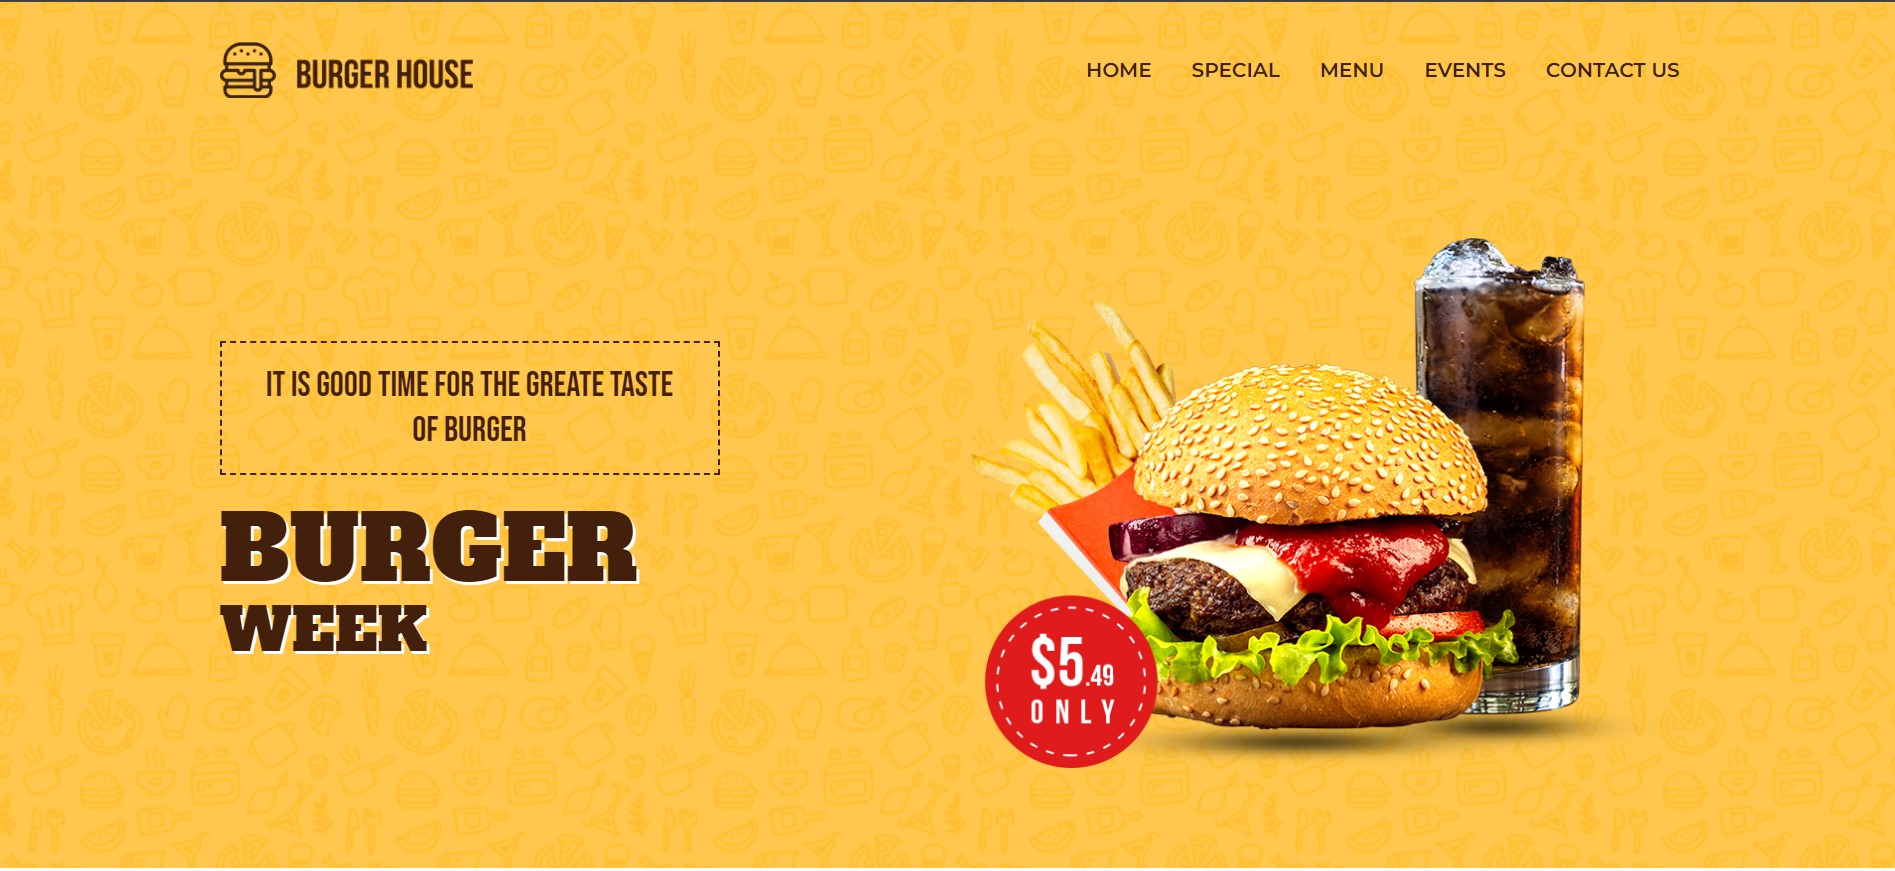 BURGER HOUSE
HOME SPECIAL MENU EVENTS CONTACT US
IT IS GOOD TIME FOR THE GREATE TASTE
OF BURGER
BURGER
WEEK
$5.49
ONLY